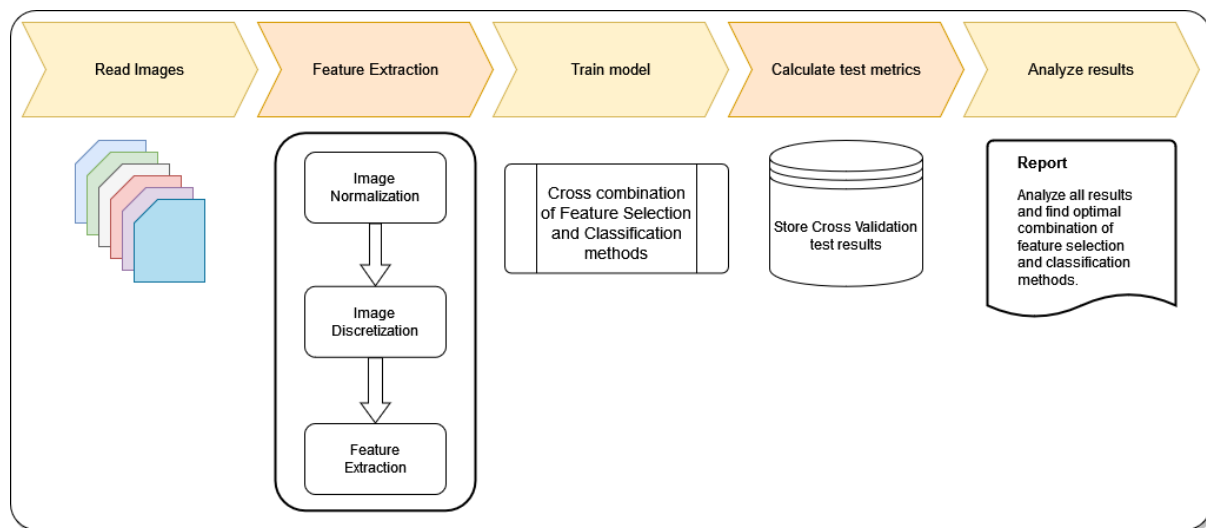 Read Images
Feature Extraction
Train model
Calculate test metrics
Analyze results
Image
Normalization
Image
Discretization
Feature
Extraction
Cross combination
of Feature Selection
and Classification
methods
Store Cross Validation
test results
Report
Analyze all results
and find optimal
combination of
feature selection
and classification
methods.